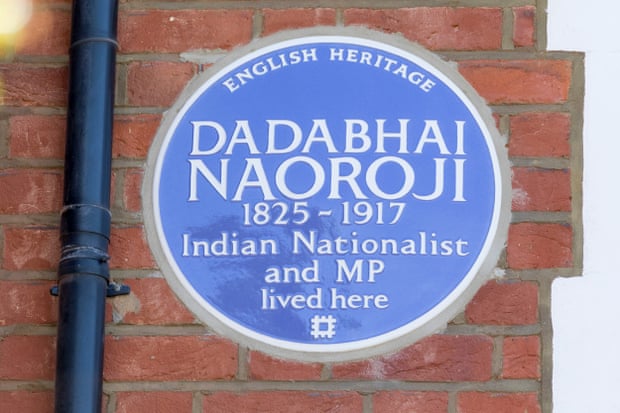 ENGLISH HERITAGE
DADABHAI
NAOROJI
1825 ~ 1917
Indian Nationalist
and MP
lived here